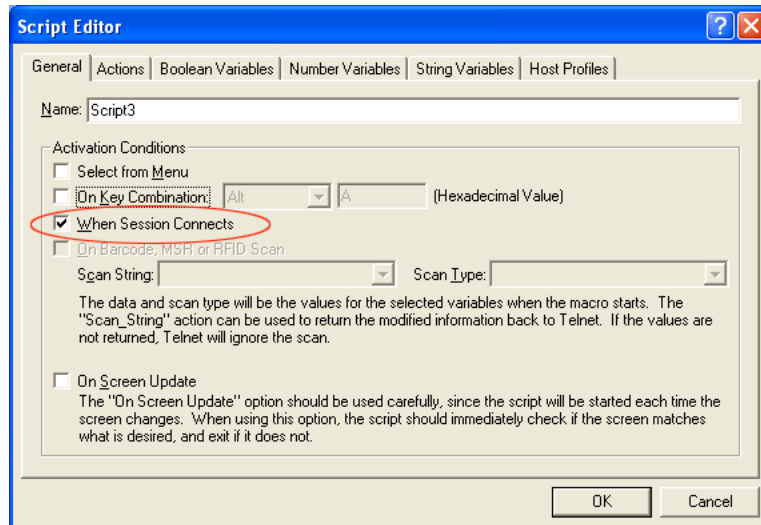 Script Editor
General Actions Boolean Variables Number Variables String Variables Host Profiles
Name: Script3
Activation Conditions
Select from Menu
On Key Combination: Alt A (Hexadecimal Value)
When Session Connects
On Barcode, MSR or RFID Scan
Scan String: Scan Type:
The data and scan type will be the values for the selected variables when the macro starts. The
"Scan_String" action can be used to return the modified information back to Telnet. If the values are
not returned, Telnet will ignore the scan.
On Screen Update
The "On Screen Update" option should be used carefully, since the script will be started each time the
screen changes. When using this option, the script should immediately check if the screen matches
what is desired, and exit if it does not.
OK Cancel